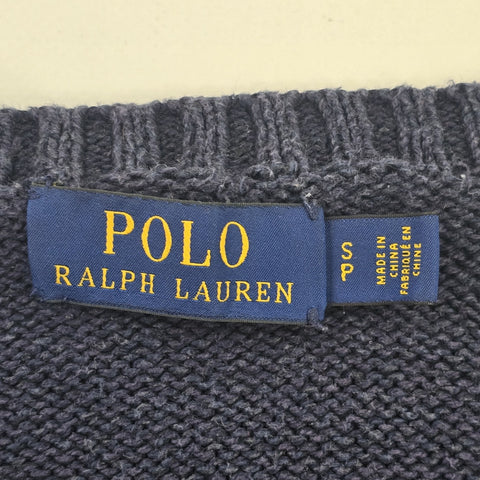 POLO
RALPH LAUREN
S
P
MADE IN
CHINA
FABRIQUÉ EN
CHINE